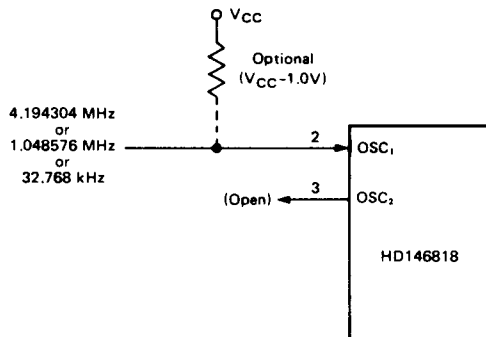 VCC
Optional
(VCC-1.0V)
4.194304 MHz
or
1.048576 MHz
or
32.768 kHz
2
OSC1
3
(Open)
OSC2
HD146818